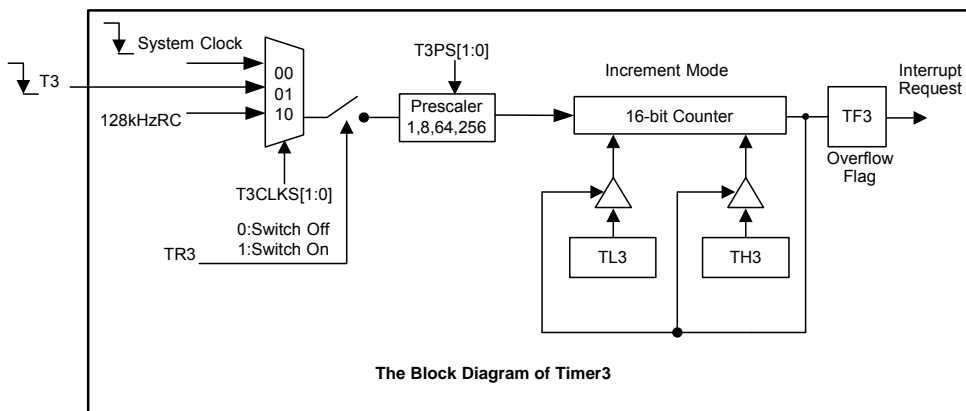 System Clock
T3
128kHzRC
00
01
10
T3CLKS[1:0]
0:Switch Off
1:Switch On
TR3
T3PS[1:0]
Prescaler
1,8,64,256
Increment Mode
16-bit Counter
TL3
TH3
TF3
Overflow
Flag
Interrupt
Request
The Block Diagram of Timer3